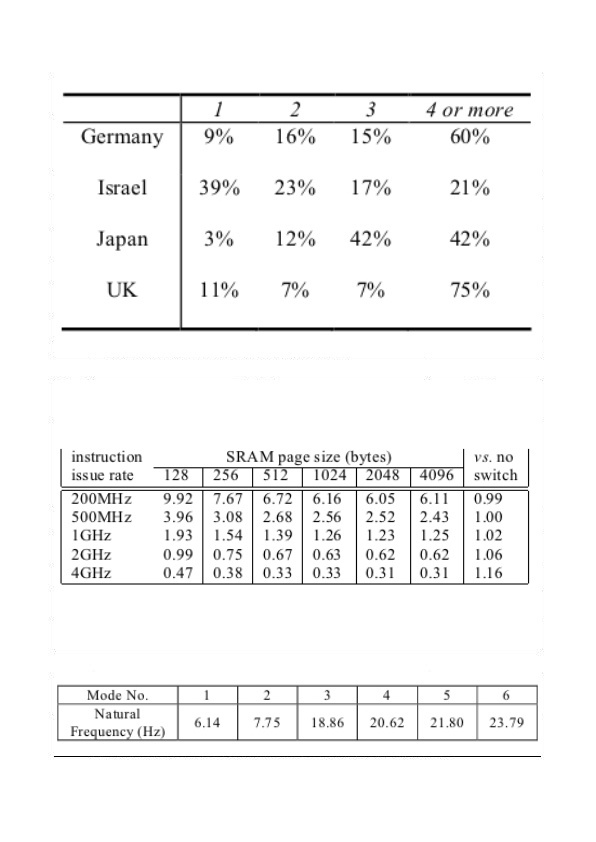 1 2 3 4 or more
Germany 9% 16% 15% 60%
Israel 39% 23% 17% 21%
Japan 3% 12% 42% 42%
UK 11% 7% 7% 75%
instruction SRAM page size (bytes) vs. no
issue rate 128 256 512 1024 2048 4096 switch
200MHz 9.92 7.67 6.72 6.16 6.05 6.11 0.99
500MHz 3.96 3.08 2.68 2.56 2.52 2.43 1.00
1GHz 1.93 1.54 1.39 1.26 1.23 1.25 1.02
2GHz 0.99 0.75 0.67 0.63 0.62 0.62 1.06
4GHz 0.47 0.38 0.33 0.33 0.31 0.31 1.16
Mode No. 1 2 3 4 5 6
Natural
Frequency (Hz) 6.14 7.75 18.86 20.62 21.80 23.79